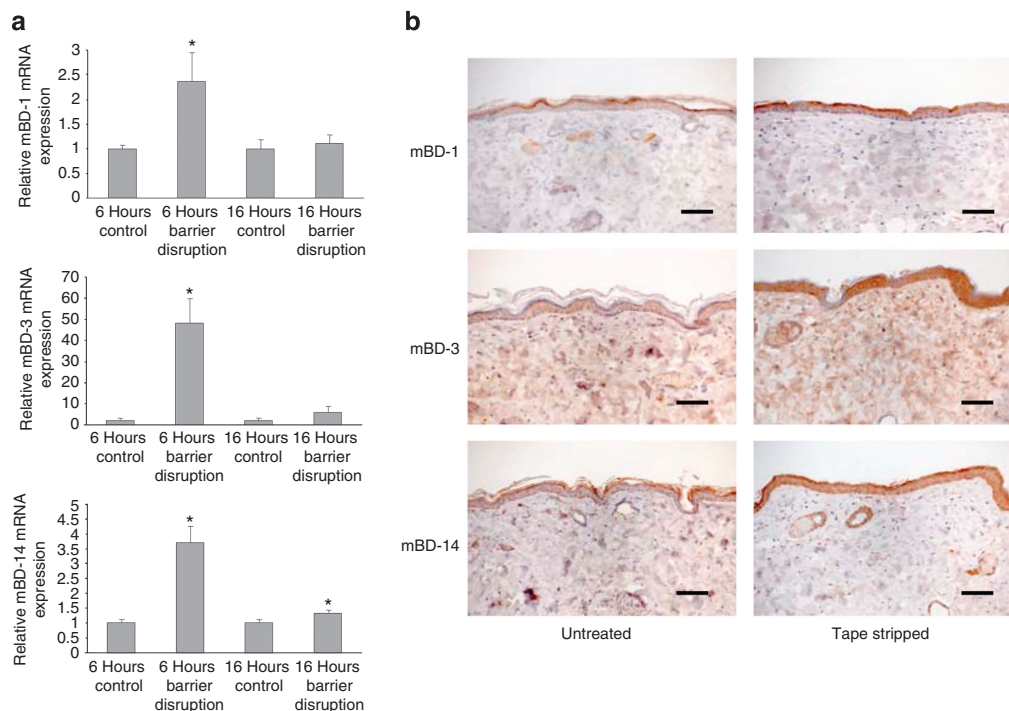 a
Relative mBD-1 mRNA
expression
3
2.5
2
1.5
1
0.5
0
*
6 Hours
control
6 Hours
barrier
disruption
16 Hours
control
16 Hours
barrier
disruption
Relative mBD-3 mRNA
expression
70
60
50
40
30
20
10
0
*
6 Hours
control
6 Hours
barrier
disruption
16 Hours
control
16 Hours
barrier
disruption
Relative mBD-14 mRNA
expression
4.5
4
3.5
3
2.5
2
1.5
1
0.5
0
*
*
6 Hours
control
6 Hours
barrier
disruption
16 Hours
control
16 Hours
barrier
disruption
b
mBD-1
mBD-3
mBD-14
Untreated
Tape stripped